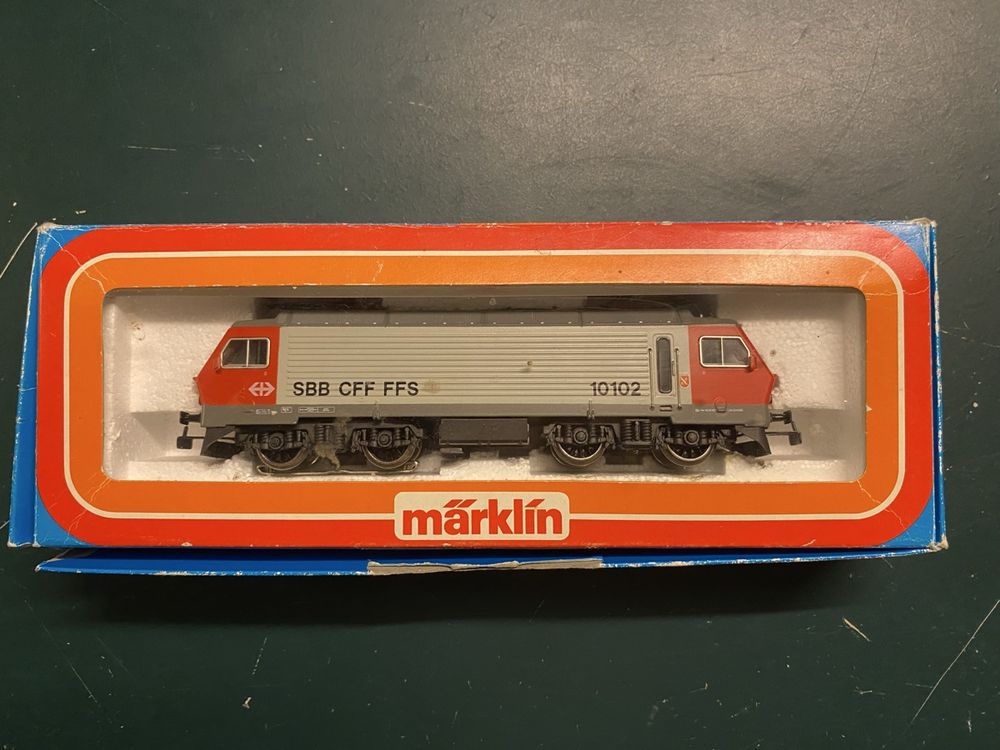 SBB CFF FFS
10102
märklin